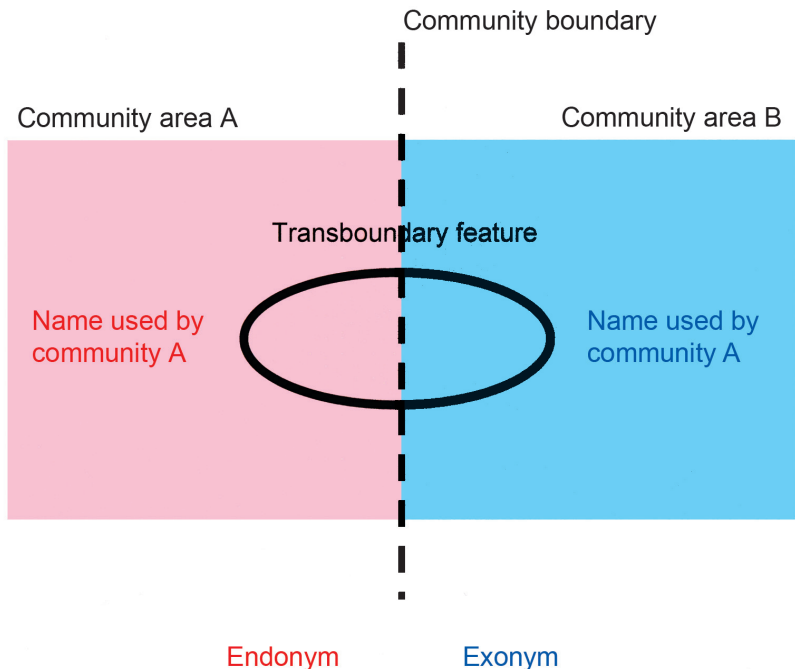 Community boundary
Community area A
Community area B
Transboundary feature
Name used by
community A
Name used by
community A
Endonym
Exonym